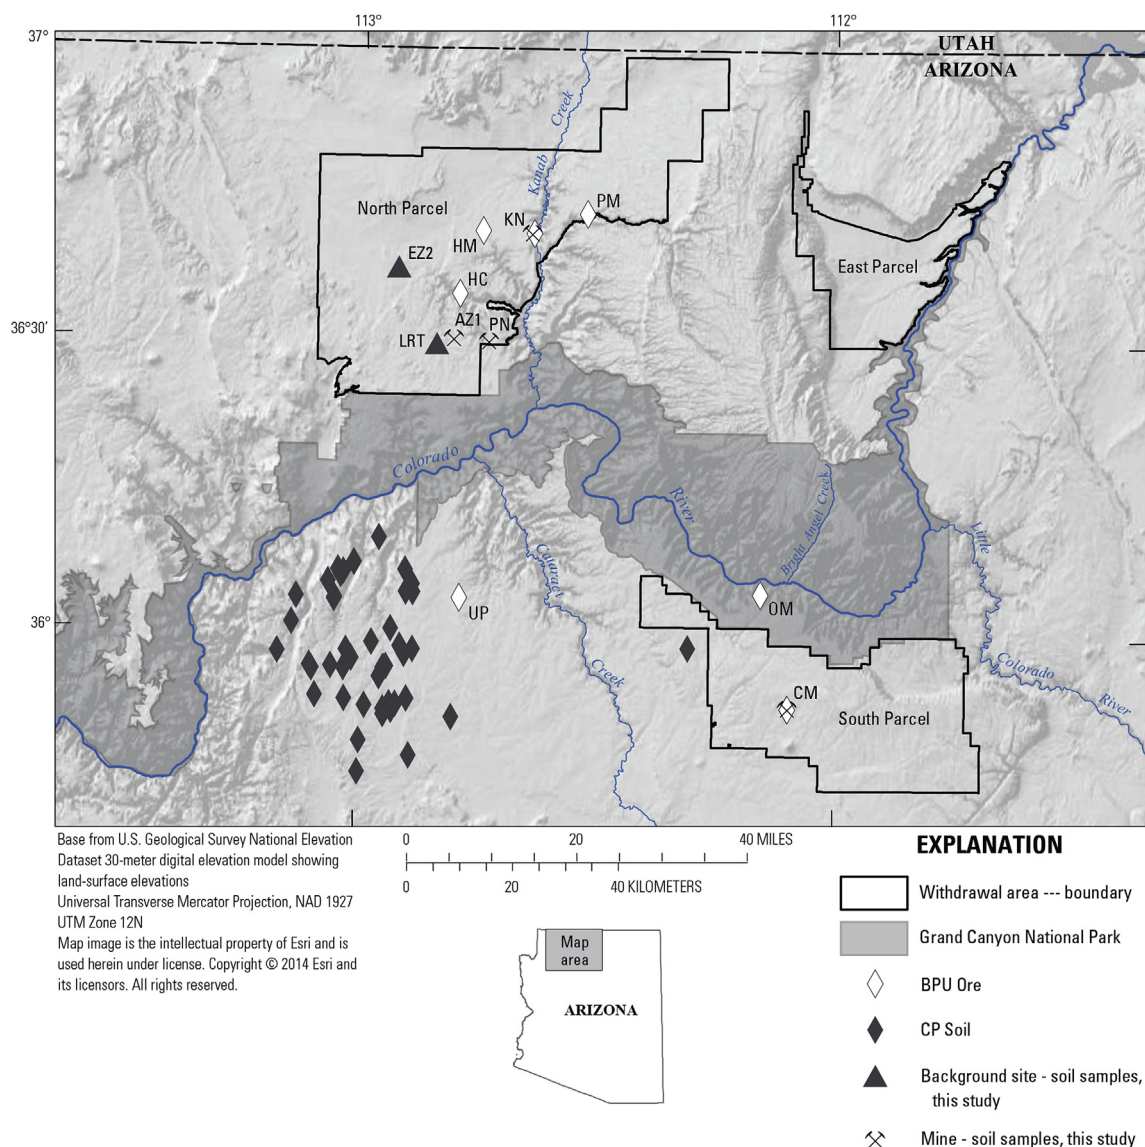 113°
112°
37°
UTAH
ARIZONA
Kanab Creek
North Parcel
KN
PM
HM
EZ2
HC
East Parcel
36°30'
AZ1
PN
LRT
Colorado
River
Bright Angel Creek
Little
Cataract
UP
OM
36°
Creek
Colorado
River
CM
South Parcel
Base from U.S. Geological Survey National Elevation
Dataset 30-meter digital elevation model showing
land-surface elevations
Universal Transverse Mercator Projection, NAD 1927
UTM Zone 12N
Map image is the intellectual property of Esri and is
used herein under license. Copyright © 2014 Esri and
its licensors. All rights reserved.
0 20 40 MILES
0 20 40 KILOMETERS
Map
area
ARIZONA
EXPLANATION
Withdrawal area --- boundary
Grand Canyon National Park
BPU Ore
CP Soil
Background site - soil samples,
this study
Mine - soil samples, this study